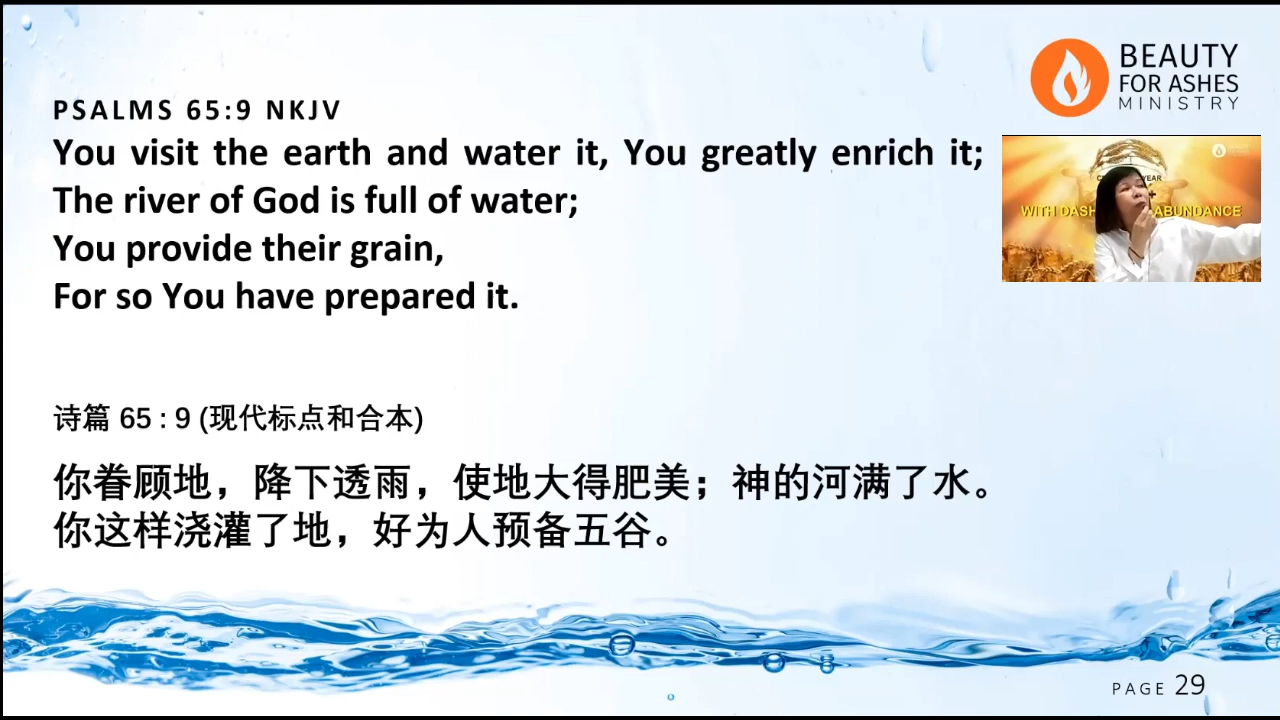 BEAUTY
FOR ASHES
MINISTRY
PSALMS 65:9 NKJV
You visit the earth and water it, You greatly enrich it;
The river of God is full of water;
You provide their grain,
For so You have prepared it.
YEAR
WITH DASH ABUNDANCE
诗篇 65 : 9 (现代标点和合本)
你眷顾地，降下透雨，使地大得肥美；神的河满了水。
你这样浇灌了地，好为人预备五谷。
PAGE 29